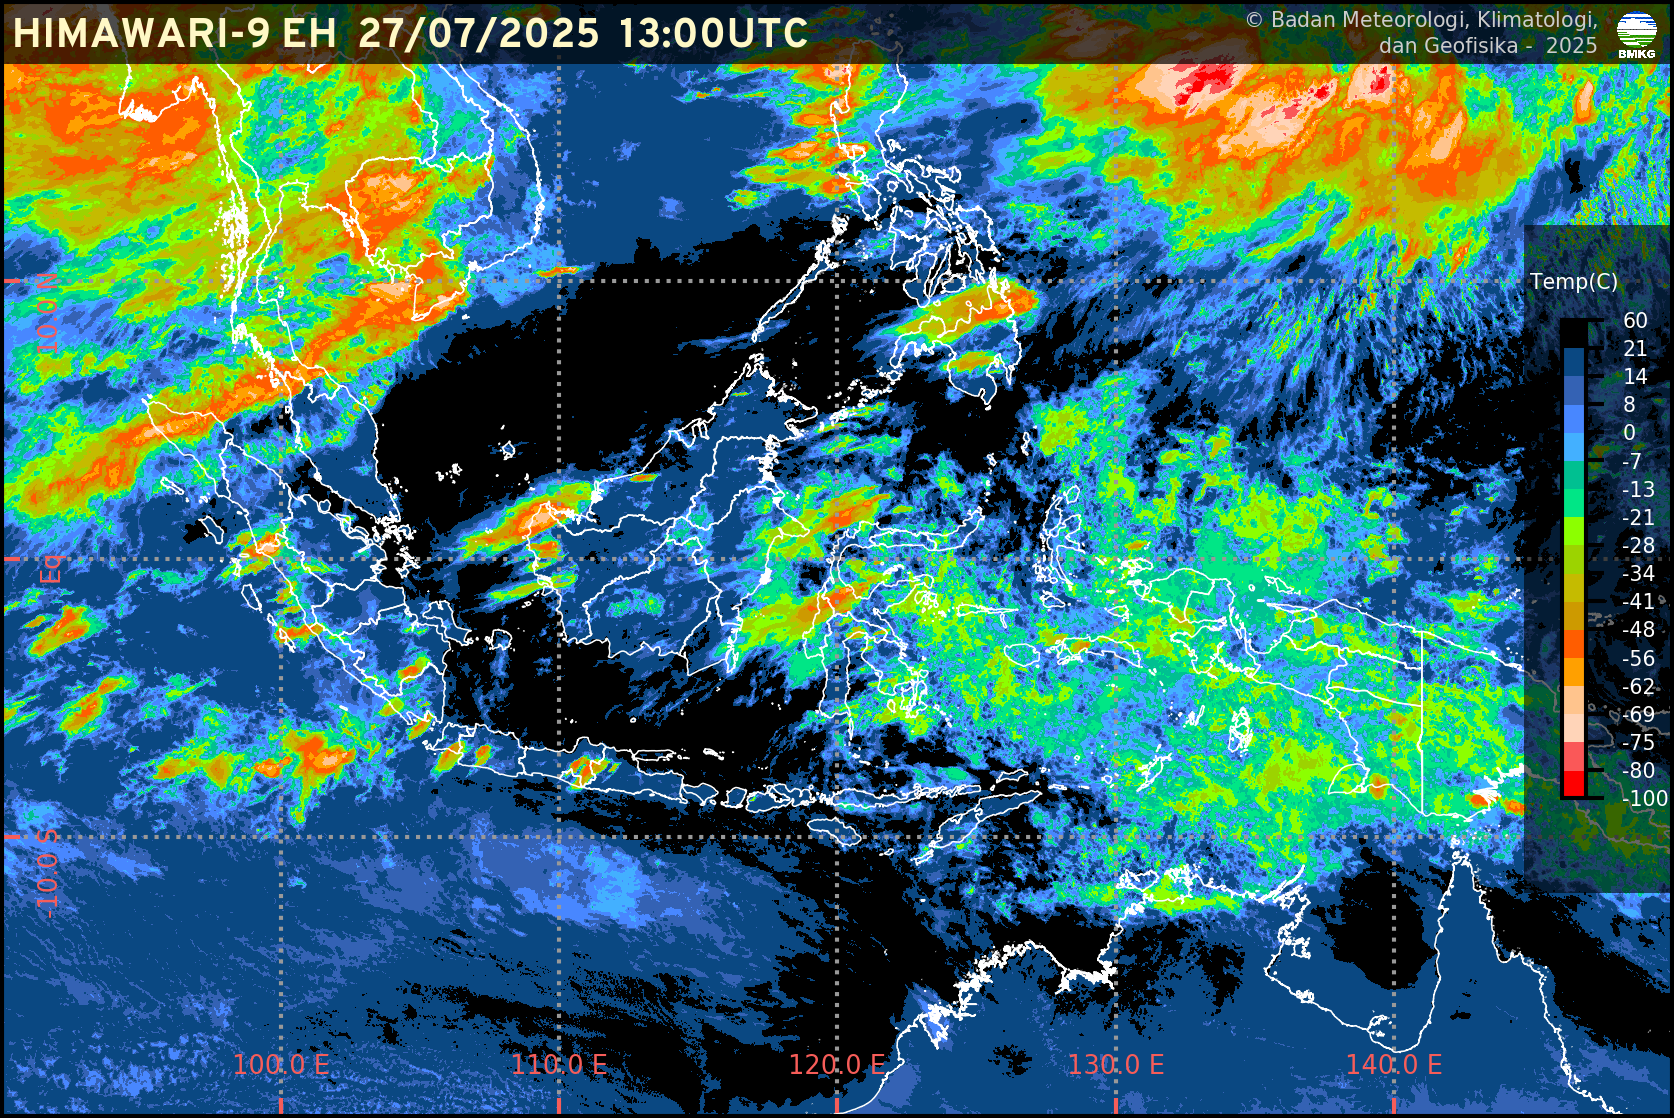 HIMAWARI-9 EH 27/07/2025 13:00UTC
© Badan Meteorologi, Klimatologi,
dan Geofisika - 2025
BMKG
Temp(C)
60
21
14
8
0
-7
-13
-21
-28
-34
-41
-48
-56
-62
-69
-75
-80
-100
10.0 N
Eq
-10.0 S
100.0 E
110.0 E
120.0 E
130.0 E
140.0 E